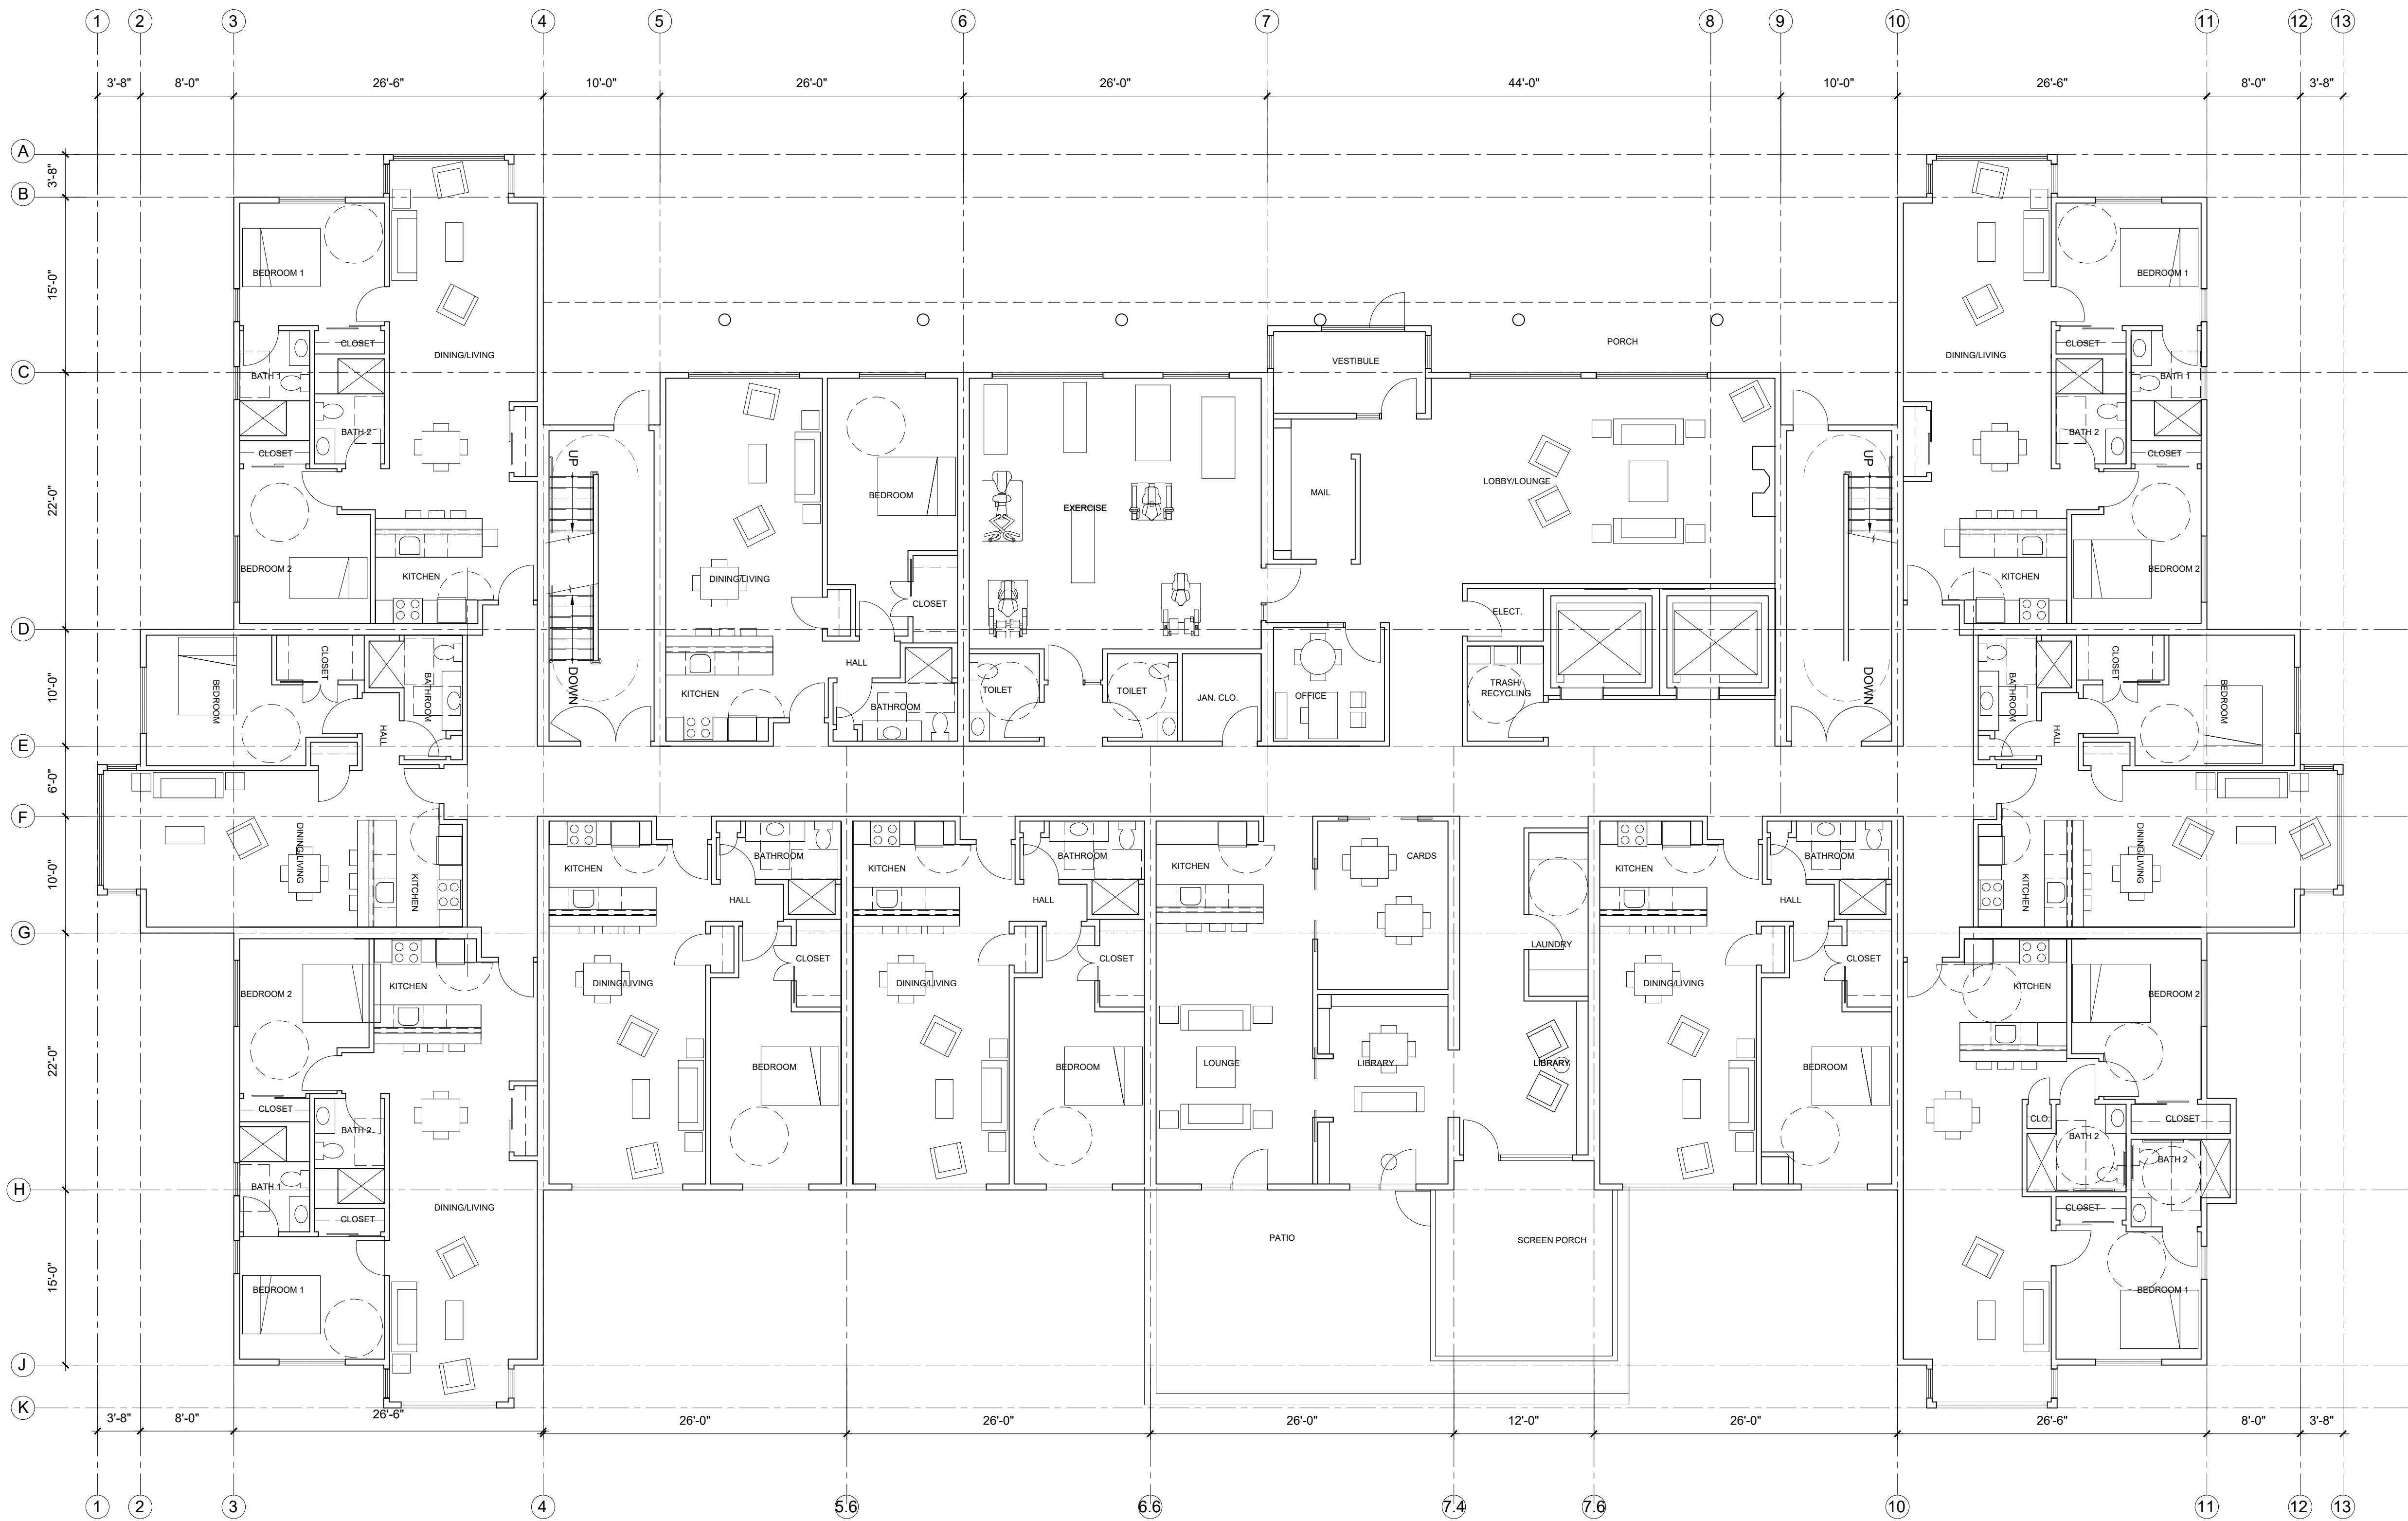 1 2 3 4 5 6 7 8 9 10 11 12 13
3'-8" 8'-0" 26'-6" 10'-0" 26'-0" 26'-0" 44'-0" 10'-0" 26'-6" 8'-0" 3'-8"
A
3'-8"
B
15'-0"
BEDROOM 1 BEDROOM 1
CLOSET PORCH CLOSET
DINING/LIVING VESTIBULE DINING/LIVING
C
BATH 1 BATH 1
BATH 2 BATH 2
CLOSET UP UP CLOSET
22'-0"
BEDROOM MAIL LOBBY/LOUNGE
EXERCISE
BEDROOM 2 BEDROOM 2
KITCHEN DINING/LIVING KITCHEN
CLOSET ELECT.
D
CLOSET HALL CLOSET
10'-0"
BEDROOM BATHROOM DOWN KITCHEN TOILET TOILET JAN. CLO. OFFICE TRASH/
RECYCLING DOWN BATHROOM BEDROOM
BATHROOM
HALL HALL
E
6'-0"
F
DINING/LIVING BATHROOM BATHROOM CARDS BATHROOM DINING/LIVING
10'-0"
KITCHEN KITCHEN KITCHEN KITCHEN KITCHEN KITCHEN
HALL HALL HALL
G
LAUNDRY
CLOSET CLOSET CLOSET
KITCHEN DINING/LIVING DINING/LIVING DINING/LIVING KITCHEN
BEDROOM 2 BEDROOM 2
22'-0"
BEDROOM BEDROOM LOUNGE LIBRARY LIBRARY BEDROOM
CLOSET CLO. CLOSET
BATH 2 BATH 2
BATH 2
BATH 1
H
DINING/LIVING CLOSET
CLOSET
PATIO SCREEN PORCH
15'-0"
BEDROOM 1 BEDROOM 1
J
K
3'-8" 8'-0" 26'-6" 26'-0" 26'-0" 26'-0" 12'-0" 26'-0" 26'-6" 8'-0" 3'-8"
1 2 3 4 5.6 6.6 7.4 7.6 10 11 12 13